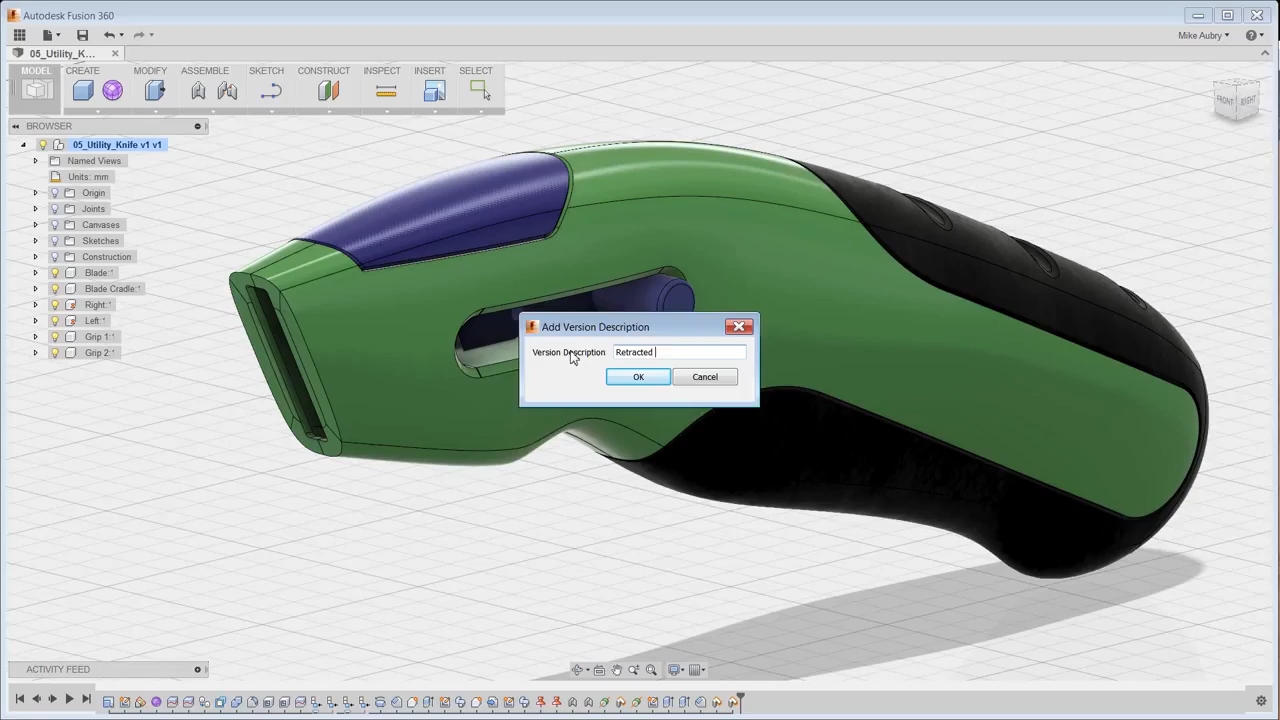 Autodesk Fusion 360
Mike Aubry
05_Utility_K...
MODEL CREATE MODIFY ASSEMBLE SKETCH CONSTRUCT INSPECT INSERT SELECT
FRONT RIGHT
BROWSER
05_Utility_Knife v1 v1
Named Views
Units: mm
Origin
Joints
Canvases
Sketches
Construction
Blade:1
Blade Cradle:1
Right:1
Left:1
Grip 1:1
Grip 2:1
Add Version Description
Version Description Retracted
OK Cancel
ACTIVITY FEED